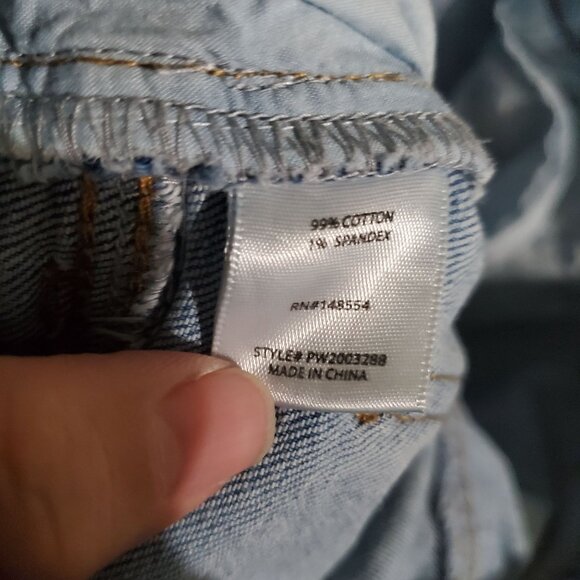 99% COTTON
1% SPANDEX
RN#148554
STYLE# PW2003288
MADE IN CHINA